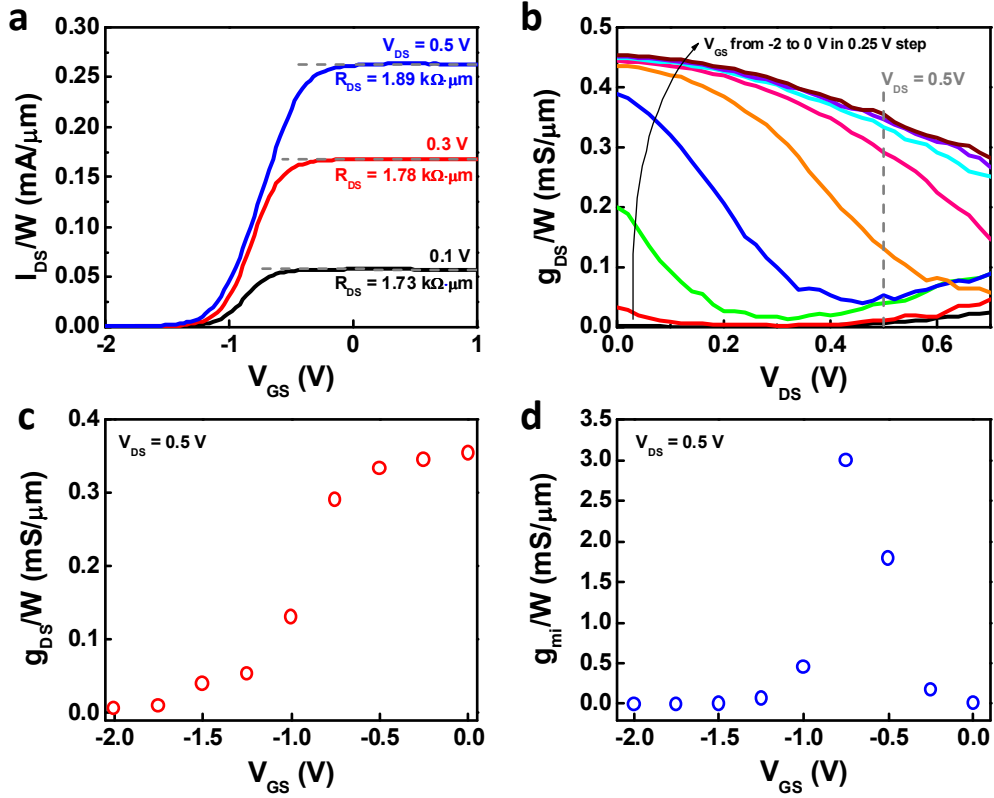 a
I_DS/W (mA/μm)
0.30
0.25
0.20
0.15
0.10
0.05
0.00
V_DS = 0.5 V
R_DS = 1.89 kΩ·μm
0.3 V
R_DS = 1.78 kΩ·μm
0.1 V
R_DS = 1.73 kΩ·μm
-2 -1 0 1
V_GS (V)
b
g_DS/W (mS/μm)
0.5
0.4
0.3
0.2
0.1
0.0
V_GS from -2 to 0 V in 0.25 V step
V_DS = 0.5V
0.0 0.2 0.4 0.6
V_DS (V)
c
g_DS/W (mS/μm)
0.4
0.3
0.2
0.1
0.0
V_DS = 0.5 V
-2.0 -1.5 -1.0 -0.5 0.0
V_GS (V)
d
g_mi/W (mS/μm)
3.5
3.0
2.5
2.0
1.5
1.0
0.5
0.0
V_DS = 0.5 V
-2.0 -1.5 -1.0 -0.5 0.0
V_GS (V)